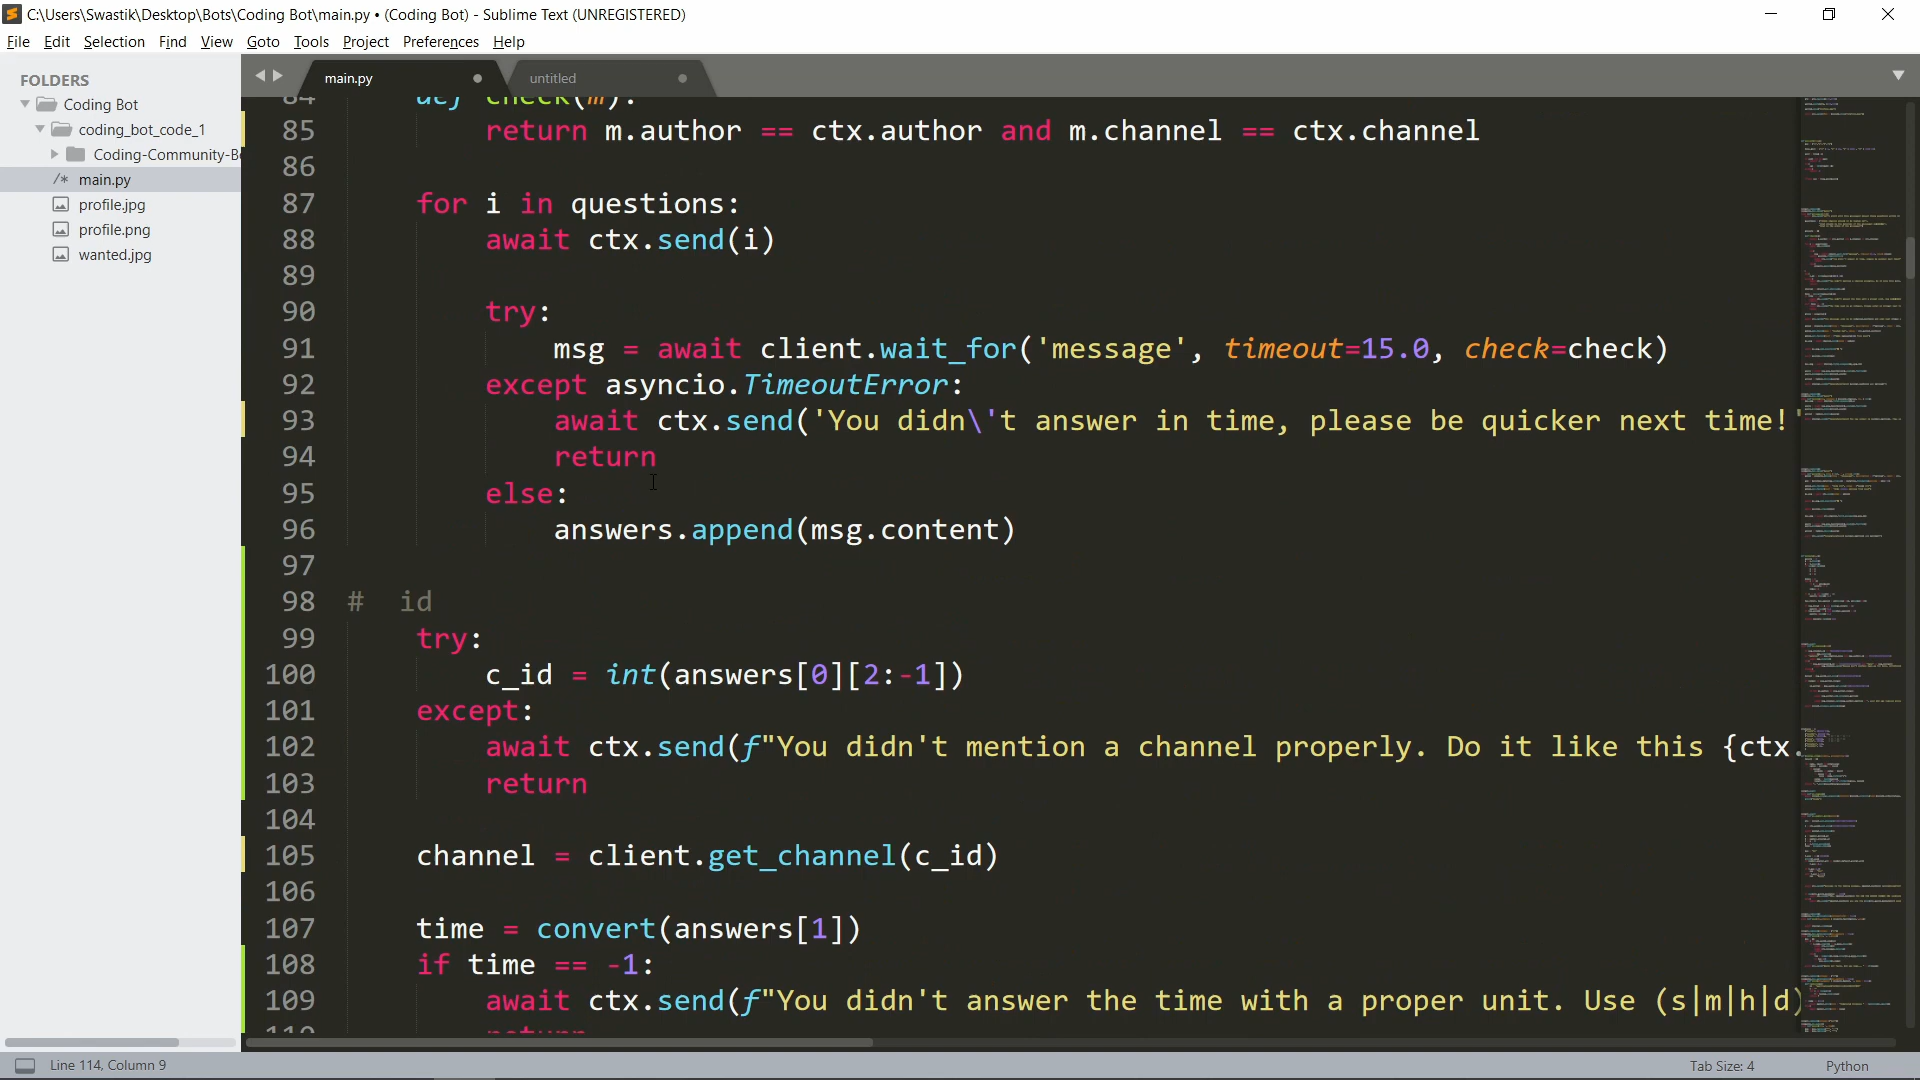 C:\Users\Swastik\Desktop\Bots\Coding Bot\main.py • (Coding Bot) - Sublime Text (UNREGISTERED)
File Edit Selection Find View Goto Tools Project Preferences Help
FOLDERS
Coding Bot
coding_bot_code_1
Coding-Community-B
/* main.py
profile.jpg
profile.png
wanted.jpg
main.py
untitled
84 def check(m):
85 return m.author == ctx.author and m.channel == ctx.channel
86
87 for i in questions:
88 await ctx.send(i)
89
90 try:
91 msg = await client.wait_for('message', timeout=15.0, check=check)
92 except asyncio.TimeoutError:
93 await ctx.send('You didn\'t answer in time, please be quicker next time!'
94 return
95 else:
96 answers.append(msg.content)
97
98 # id
99 try:
100 c_id = int(answers[0][2:-1])
101 except:
102 await ctx.send(f"You didn't mention a channel properly. Do it like this {ctx.
103 return
104
105 channel = client.get_channel(c_id)
106
107 time = convert(answers[1])
108 if time == -1:
109 await ctx.send(f"You didn't answer the time with a proper unit. Use (s|m|h|d)
110 return
Line 114, Column 9
Tab Size: 4
Python